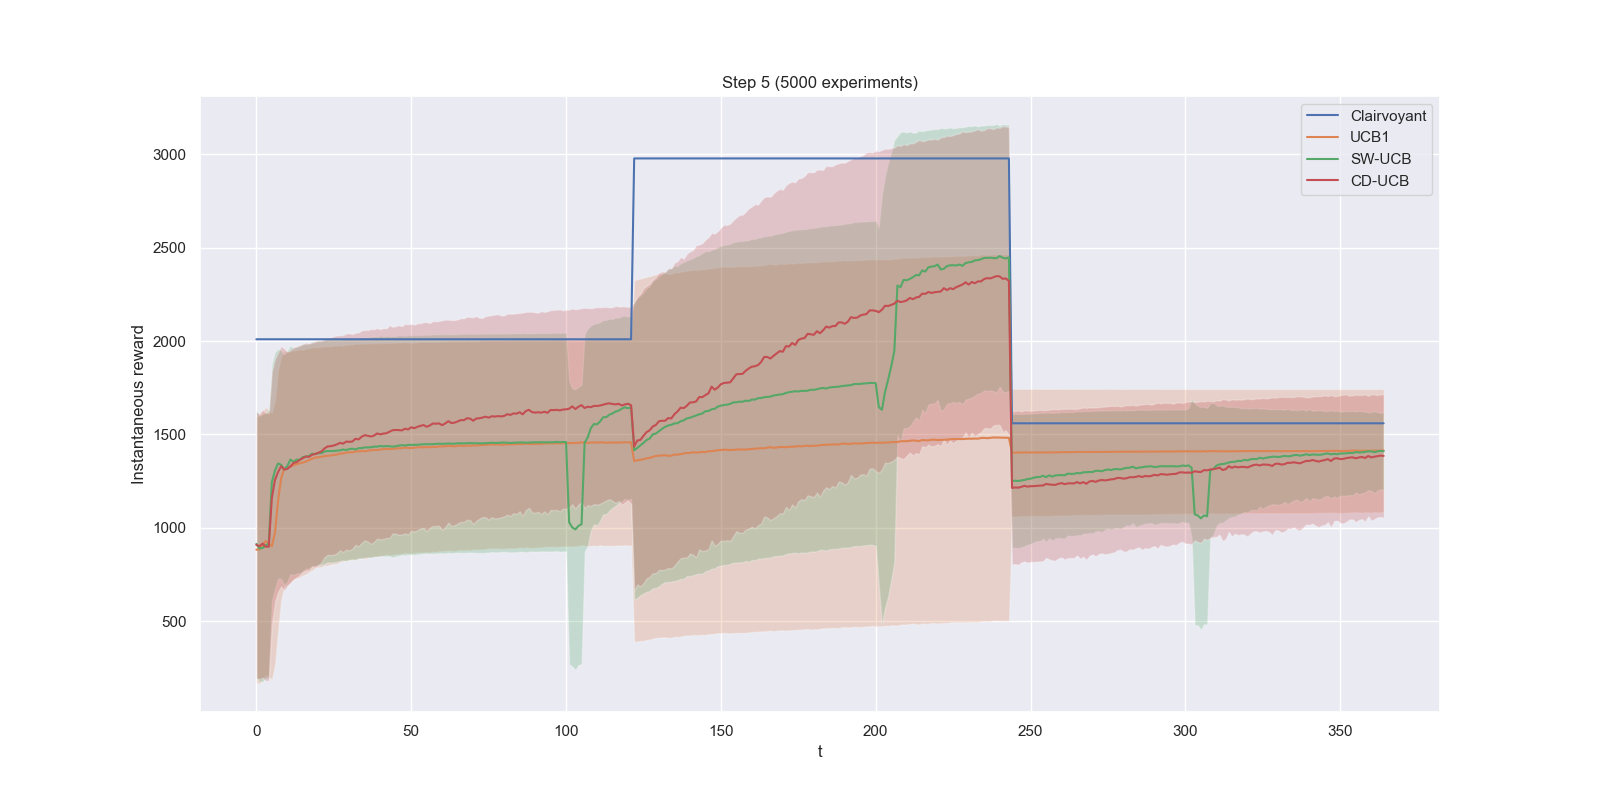 Step 5 (5000 experiments)
Clairvoyant
UCB1
SW-UCB
CD-UCB
Instantaneous reward
3000
2500
2000
1500
1000
500
0 50 100 150 200 250 300 350
t